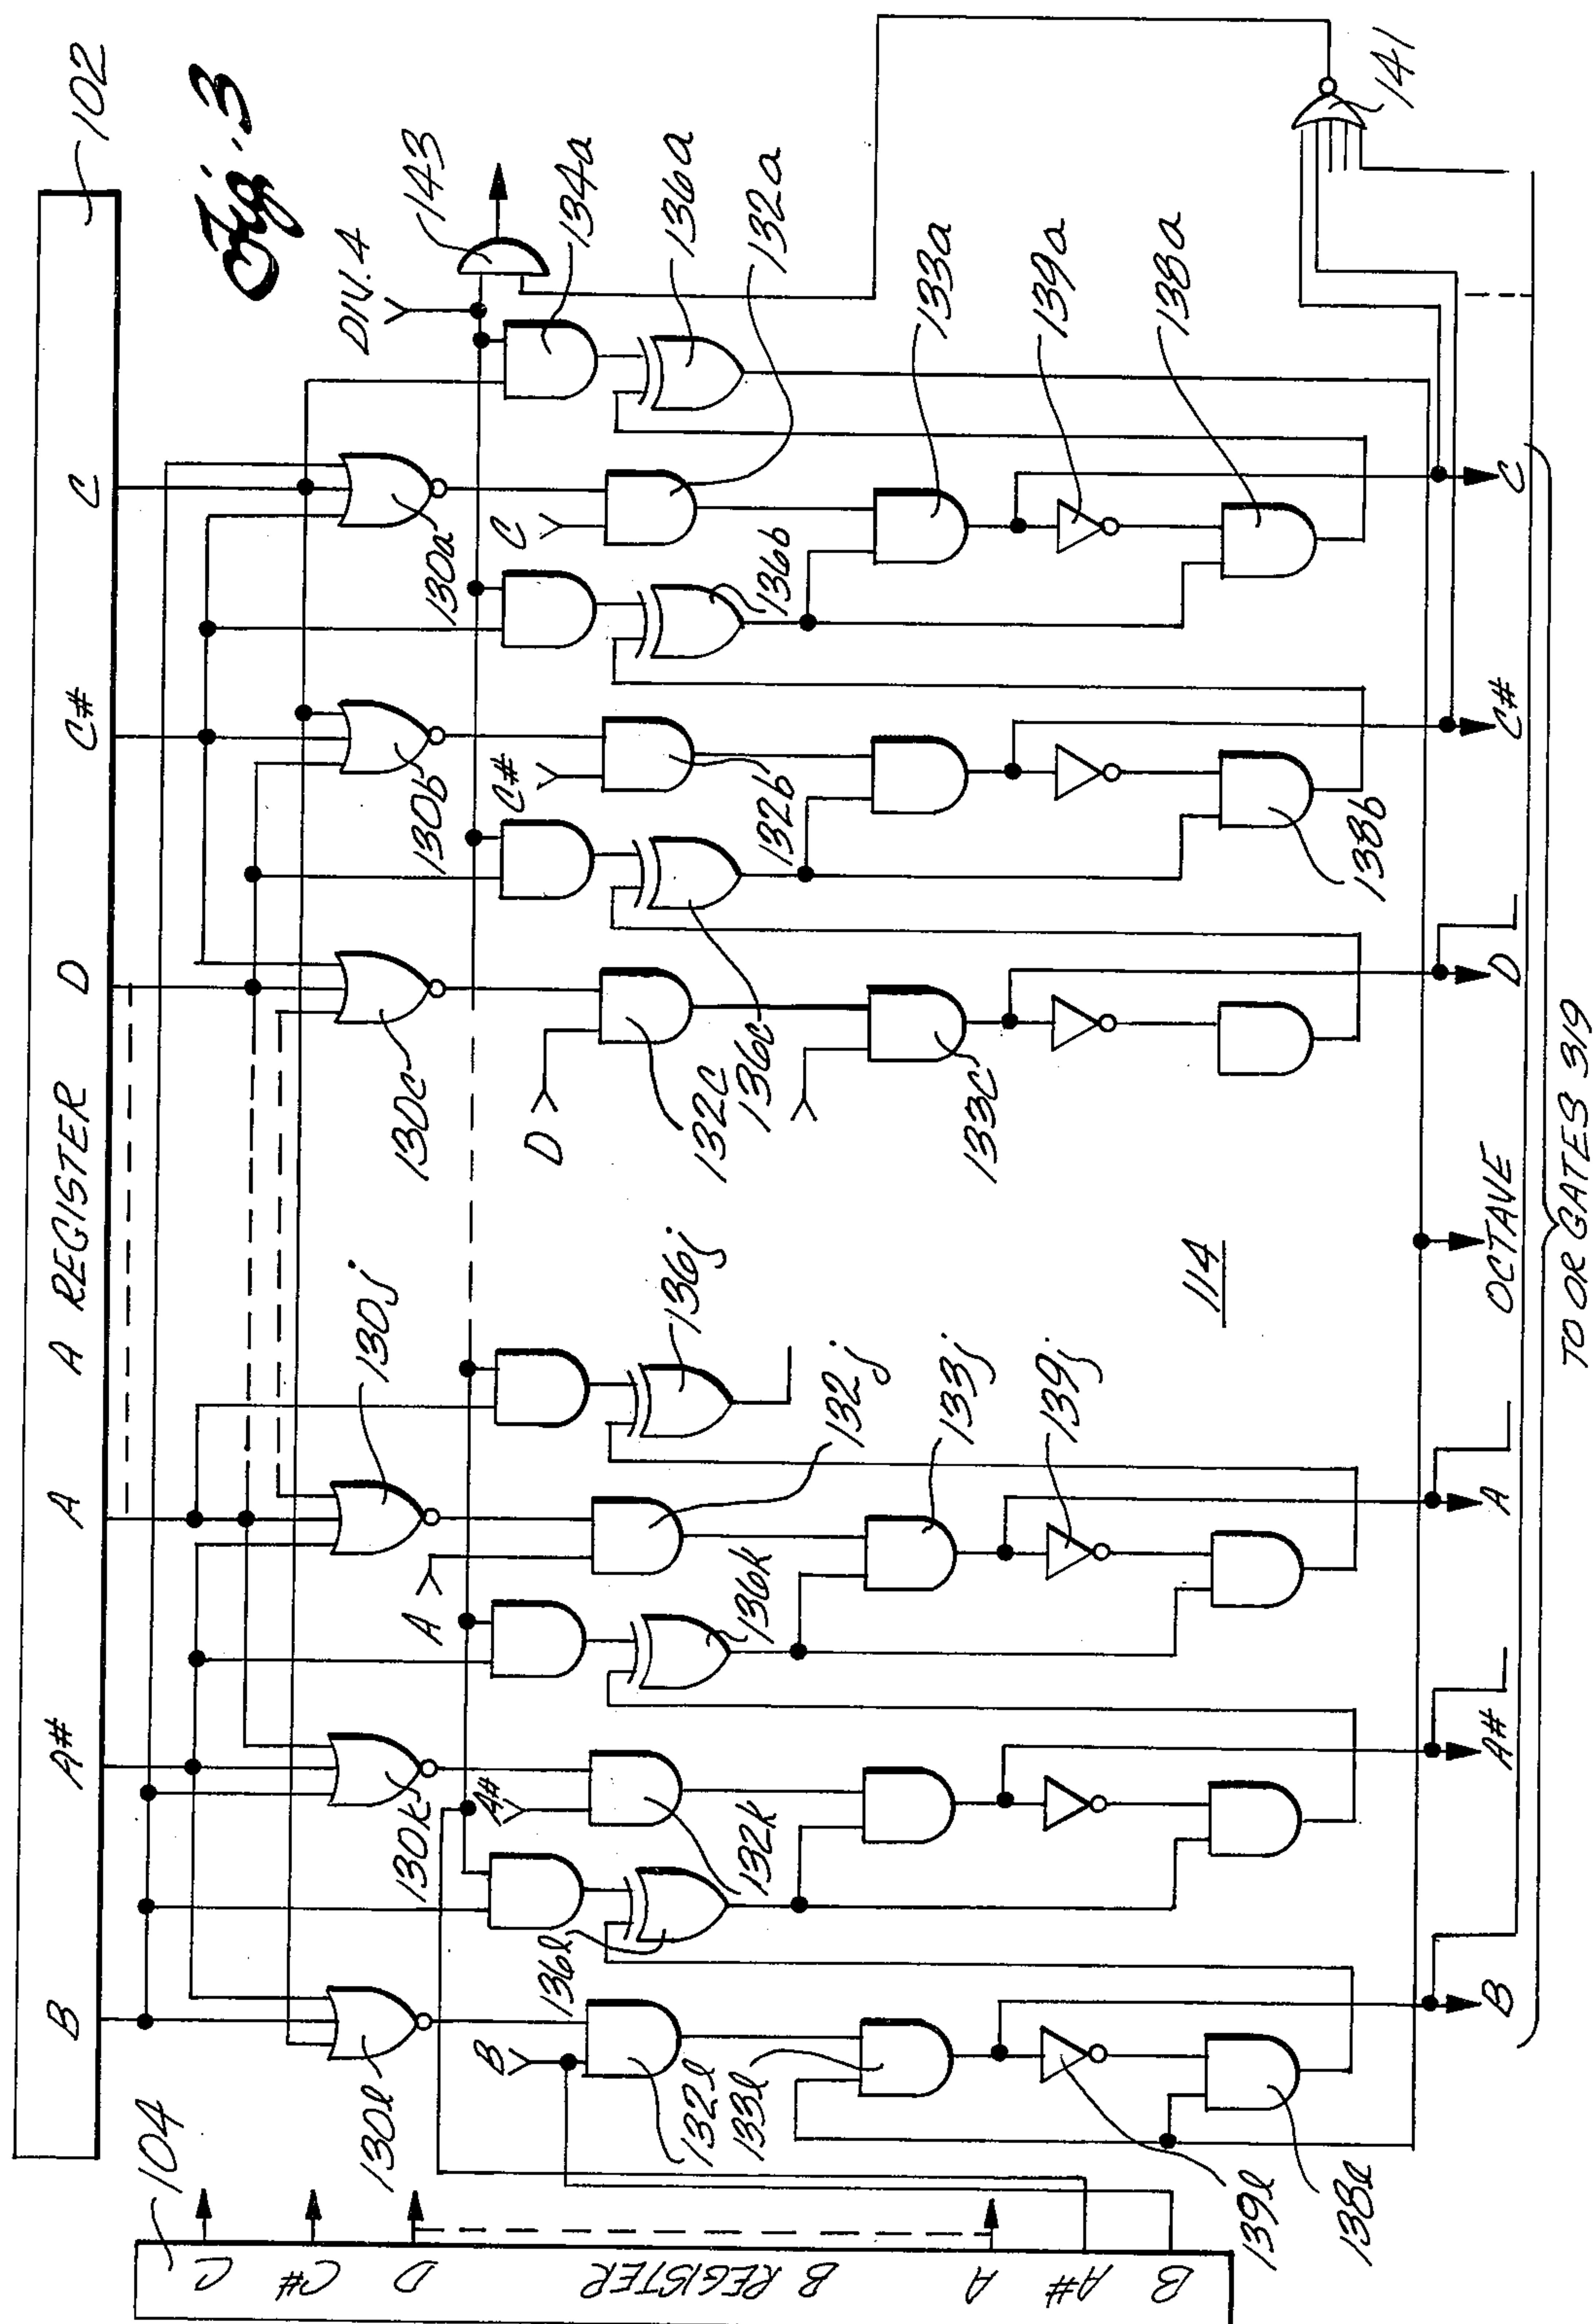 Fig. 3
102
B A# A A REGISTER D C# C
DIV. 4
143
134a
136a
132a
133a
139a
138a
141
130a
C
136b
130b
C#
132b
138b
130c
136c
D
132c
133c
130j
136j
132j
133j
139j
A
136k
130k
A#
132k
130l
136l
B
132l
133l
139l
138l
104
C
C#
D
B REGISTER
A
A#
B
114
B A# A OCTAVE D C# C
TO OR GATES 319